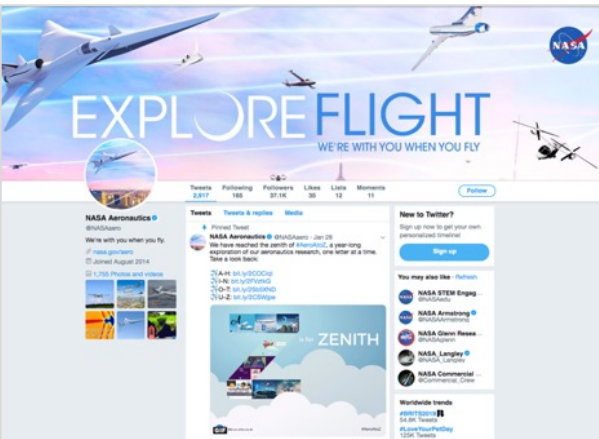 NASA
EXPLORE FLIGHT
WE'RE WITH YOU WHEN YOU FLY
Tweets Following Followers Likes Lists Moments
2,917 165 37.1K 35 12 11
Follow
NASA Aeronautics
@NASAaero
We're with you when you fly.
nasa.gov/aero
Joined August 2014
1,755 Photos and videos
Tweets Tweets & replies Media
Pinned Tweet
NASA Aeronautics @NASAaero · Jan 28
We have reached the zenith of #AeroAtoZ, a year-long
exploration of our aeronautics research, one letter at a time.
Take a look back:
A-H:
I-N:
O-T:
U-Z:
is for ZENITH
GIF
#AeroAtoZ
New to Twitter?
Sign up now to get your own
personalized timeline!
Sign up
You may also like · Refresh
NASA STEM Engag...
@NASAedu
NASA Armstrong
@NASAArmstrong
NASA Glenn Resea...
@NASAglenn
NASA_Langley
@NASA_Langley
NASA Commercial ...
@Commercial_Crew
Worldwide trends
#BRITS2019
54.8K Tweets
#LoveYourPetDay
125K Tweets